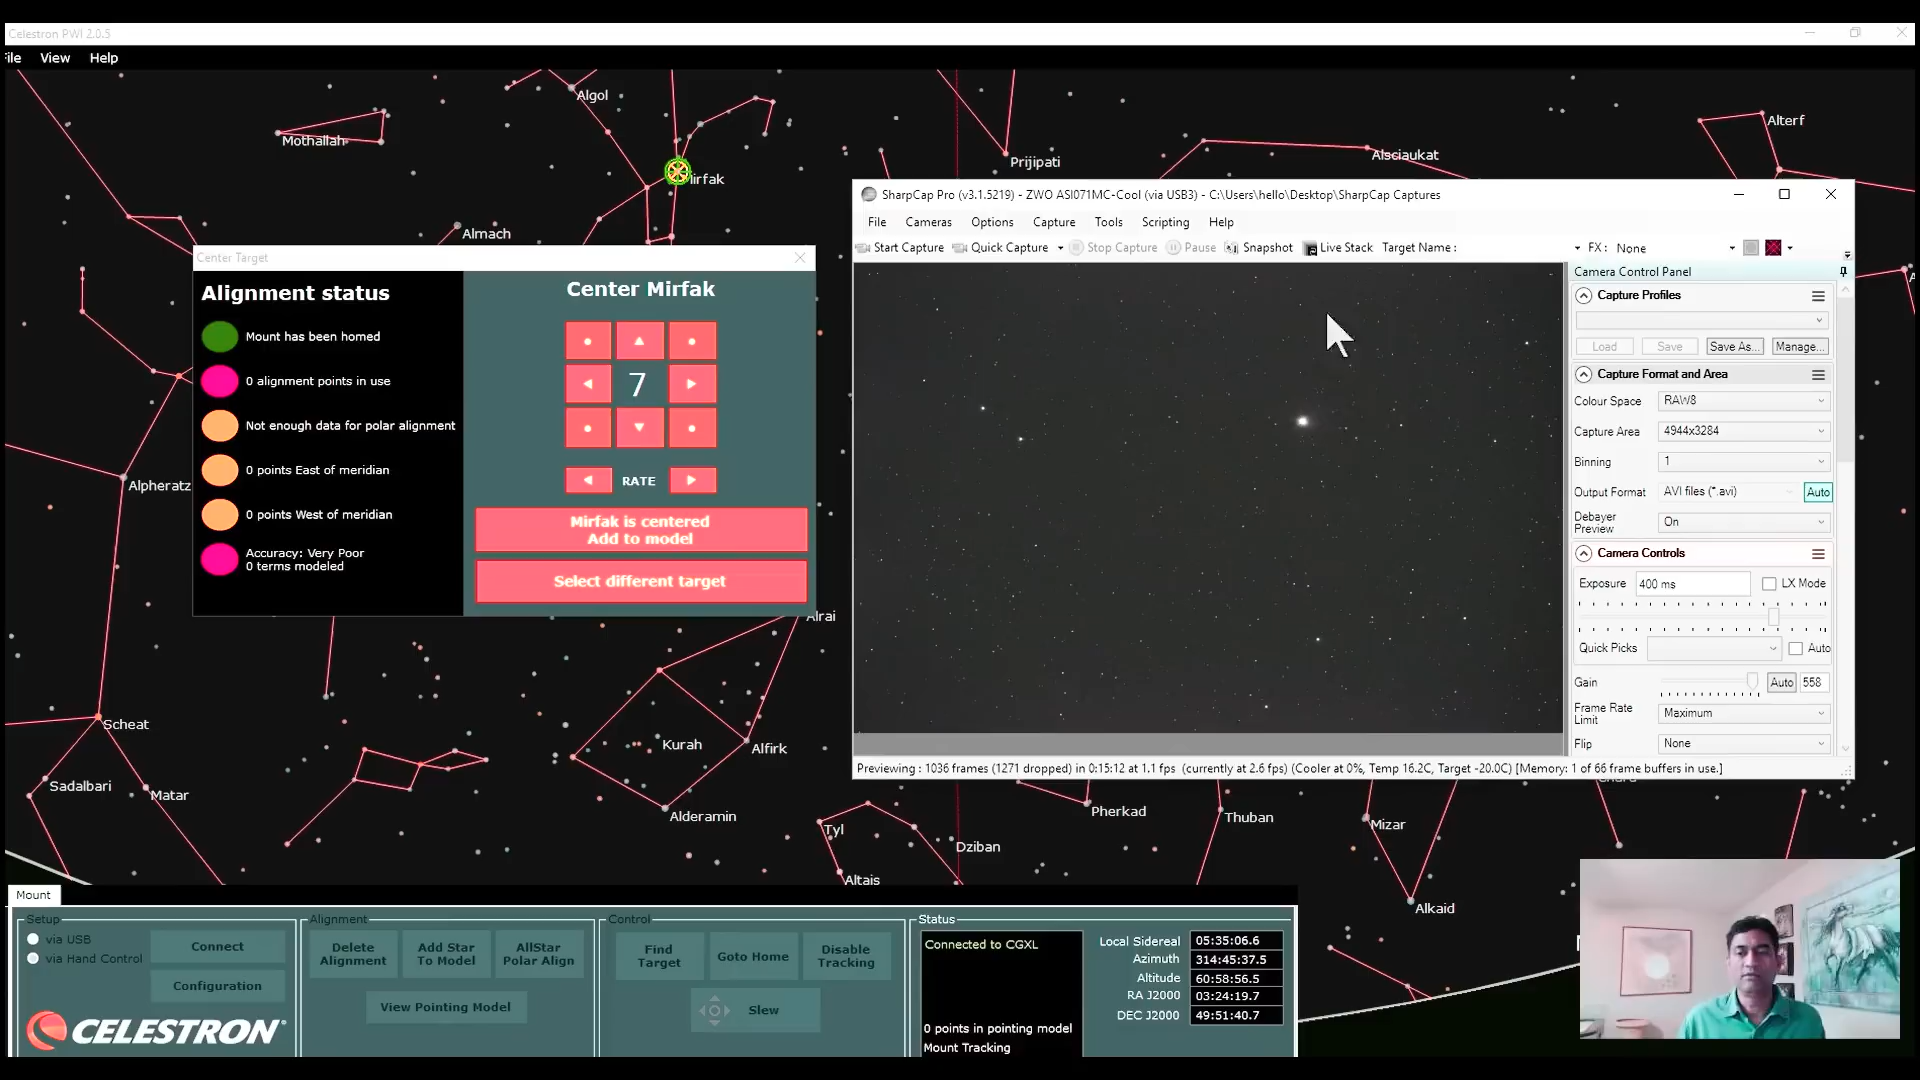 Celestron PWI 2.0.5
File View Help
Algol
Mothallah
Mirfak
Prijipati
Alsciaukat
Alterf
Almach
Alpheratz
Alrai
Scheat
Kurah
Alfirk
Sadalbari
Matar
Alderamin
Tyl
Pherkad
Thuban
Mizar
Dziban
Altais
Alkaid
Center Target
Alignment status
Mount has been homed
0 alignment points in use
Not enough data for polar alignment
0 points East of meridian
0 points West of meridian
Accuracy: Very Poor
0 terms modeled
Center Mirfak
7
RATE
Mirfak is centered
Add to model
Select different target
SharpCap Pro (v3.1.5219) - ZWO ASI071MC-Cool (via USB3) - C:\Users\hello\Desktop\SharpCap Captures
File Cameras Options Capture Tools Scripting Help
Start Capture Quick Capture Stop Capture Pause Snapshot Live Stack Target Name : FX : None
Camera Control Panel
Capture Profiles
Load Save Save As... Manage...
Capture Format and Area
Colour Space RAW8
Capture Area 4944x3284
Binning 1
Output Format AVI files (*.avi) Auto
Debayer
Preview On
Camera Controls
Exposure 400 ms LX Mode
Quick Picks Auto
Gain Auto 558
Frame Rate
Limit Maximum
Flip None
Previewing : 1036 frames (1271 dropped) in 0:15:12 at 1.1 fps (currently at 2.6 fps) (Cooler at 0%, Temp 16.2C, Target -20.0C) [Memory: 1 of 66 frame buffers in use.]
Mount
Setup
via USB
via Hand Control
Connect
Configuration
CELESTRON
Alignment
Delete
Alignment
Add Star
To Model
AllStar
Polar Align
View Pointing Model
Control
Find
Target
Goto Home
Disable
Tracking
Slew
Status
Connected to CGXL
0 points in pointing model
Mount Tracking
Local Sidereal 05:35:06.6
Azimuth 314:45:37.5
Altitude 60:58:56.5
RA J2000 03:24:19.7
DEC J2000 49:51:40.7